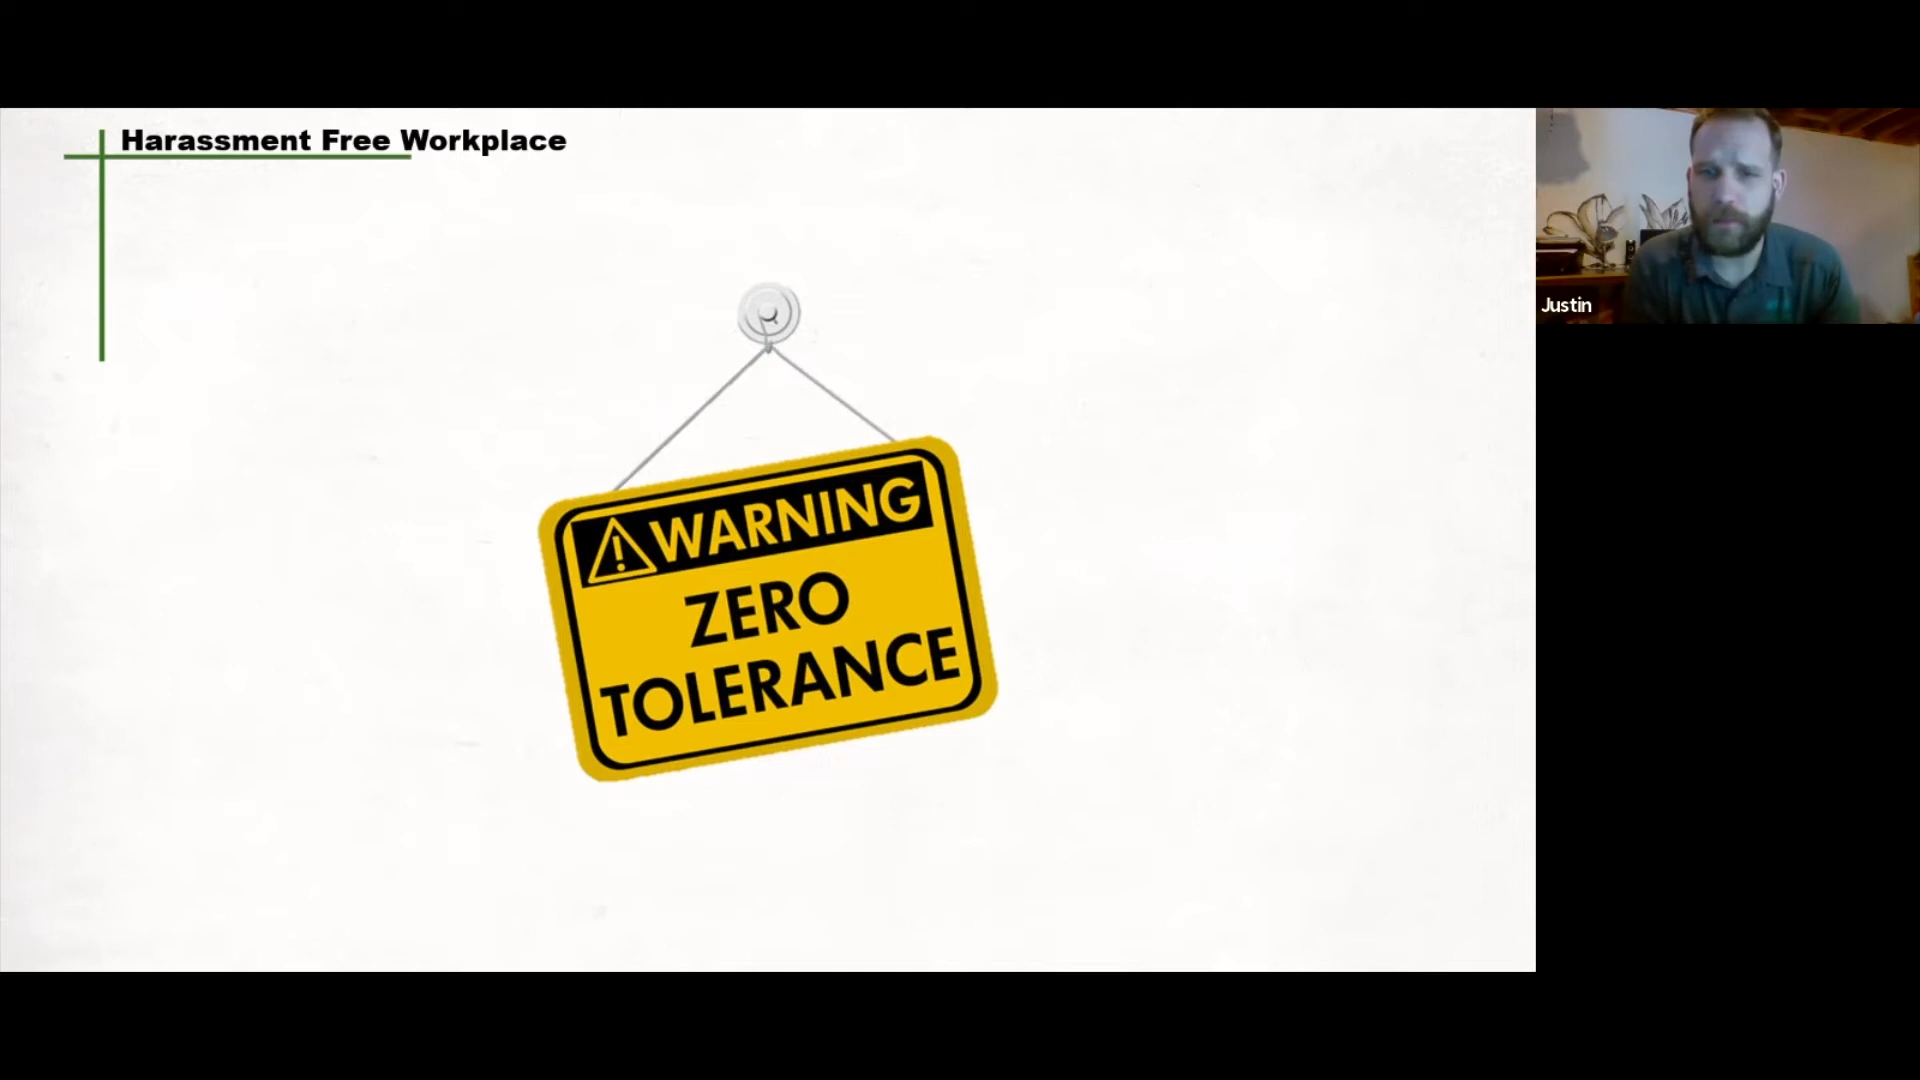 Harassment Free Workplace
WARNING
ZERO
TOLERANCE
Justin